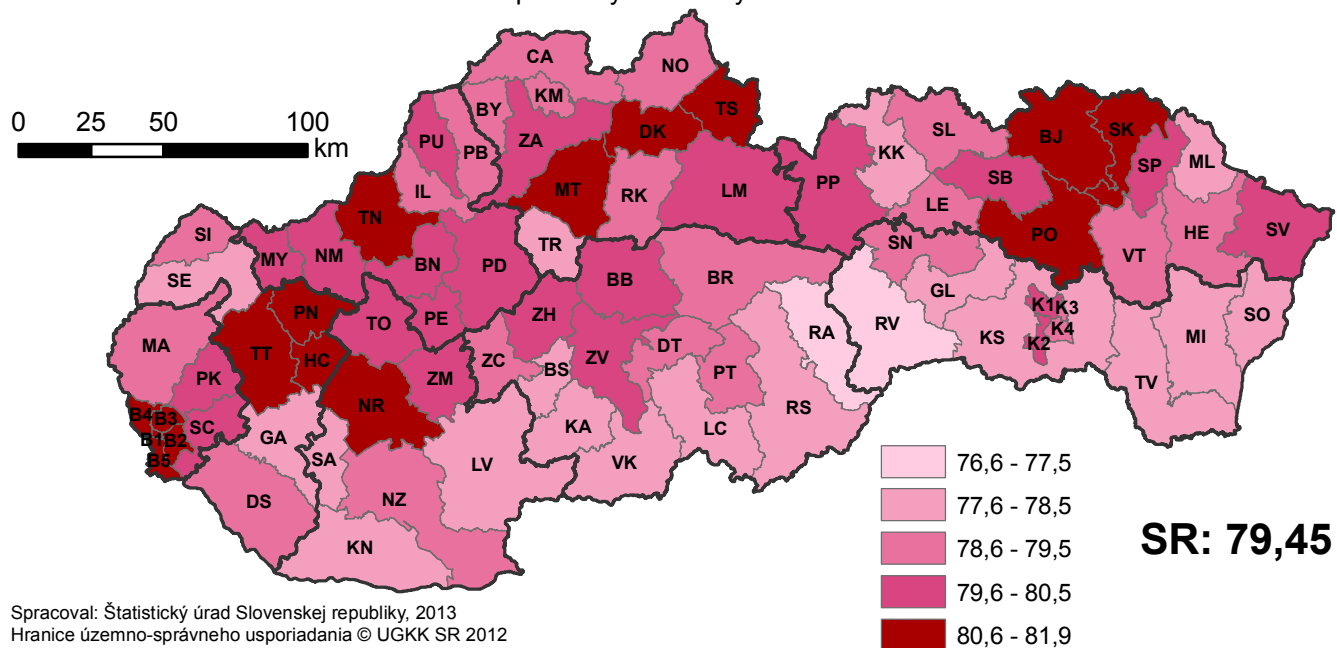 0 25 50 100
km
CA
NO
BY
KM
TS
PU
PB
ZA
DK
SL
BJ
SK
KK
SP
ML
IL
MT
RK
LM
PP
SB
TN
LE
SI
TR
SN
PO
VT
HE
SV
MY
NM
BN
PD
SE
BB
BR
GL
PN
TO
PE
ZH
RA
RV
K1
K3
SO
MA
TT
HC
ZC
ZV
DT
KS
K2
K4
MI
PK
ZM
BS
PT
TV
NR
RS
B4
B3
SC
KA
LC
B1
B2
GA
SA
LV
VK
B5
DS
NZ
KN
76,6 - 77,5
77,6 - 78,5
78,6 - 79,5
79,6 - 80,5
80,6 - 81,9
SR: 79,45
Spracoval: Štatistický úrad Slovenskej republiky, 2013
Hranice územno-správneho usporiadania © UGKK SR 2012